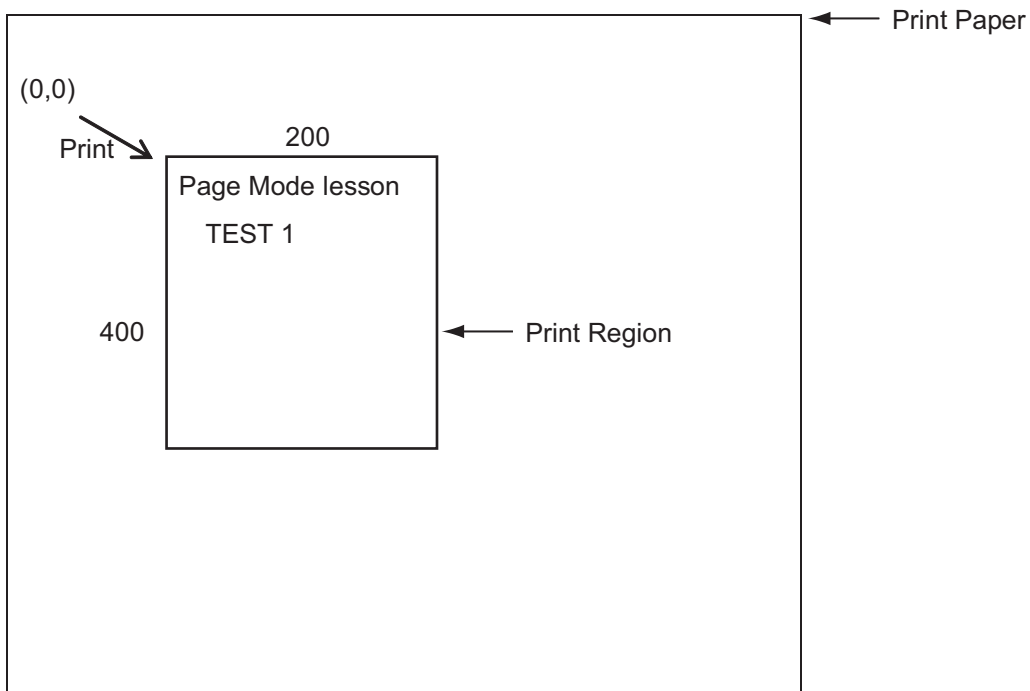 Print Paper
(0,0)
Print
200
Page Mode lesson
TEST 1
400
Print Region